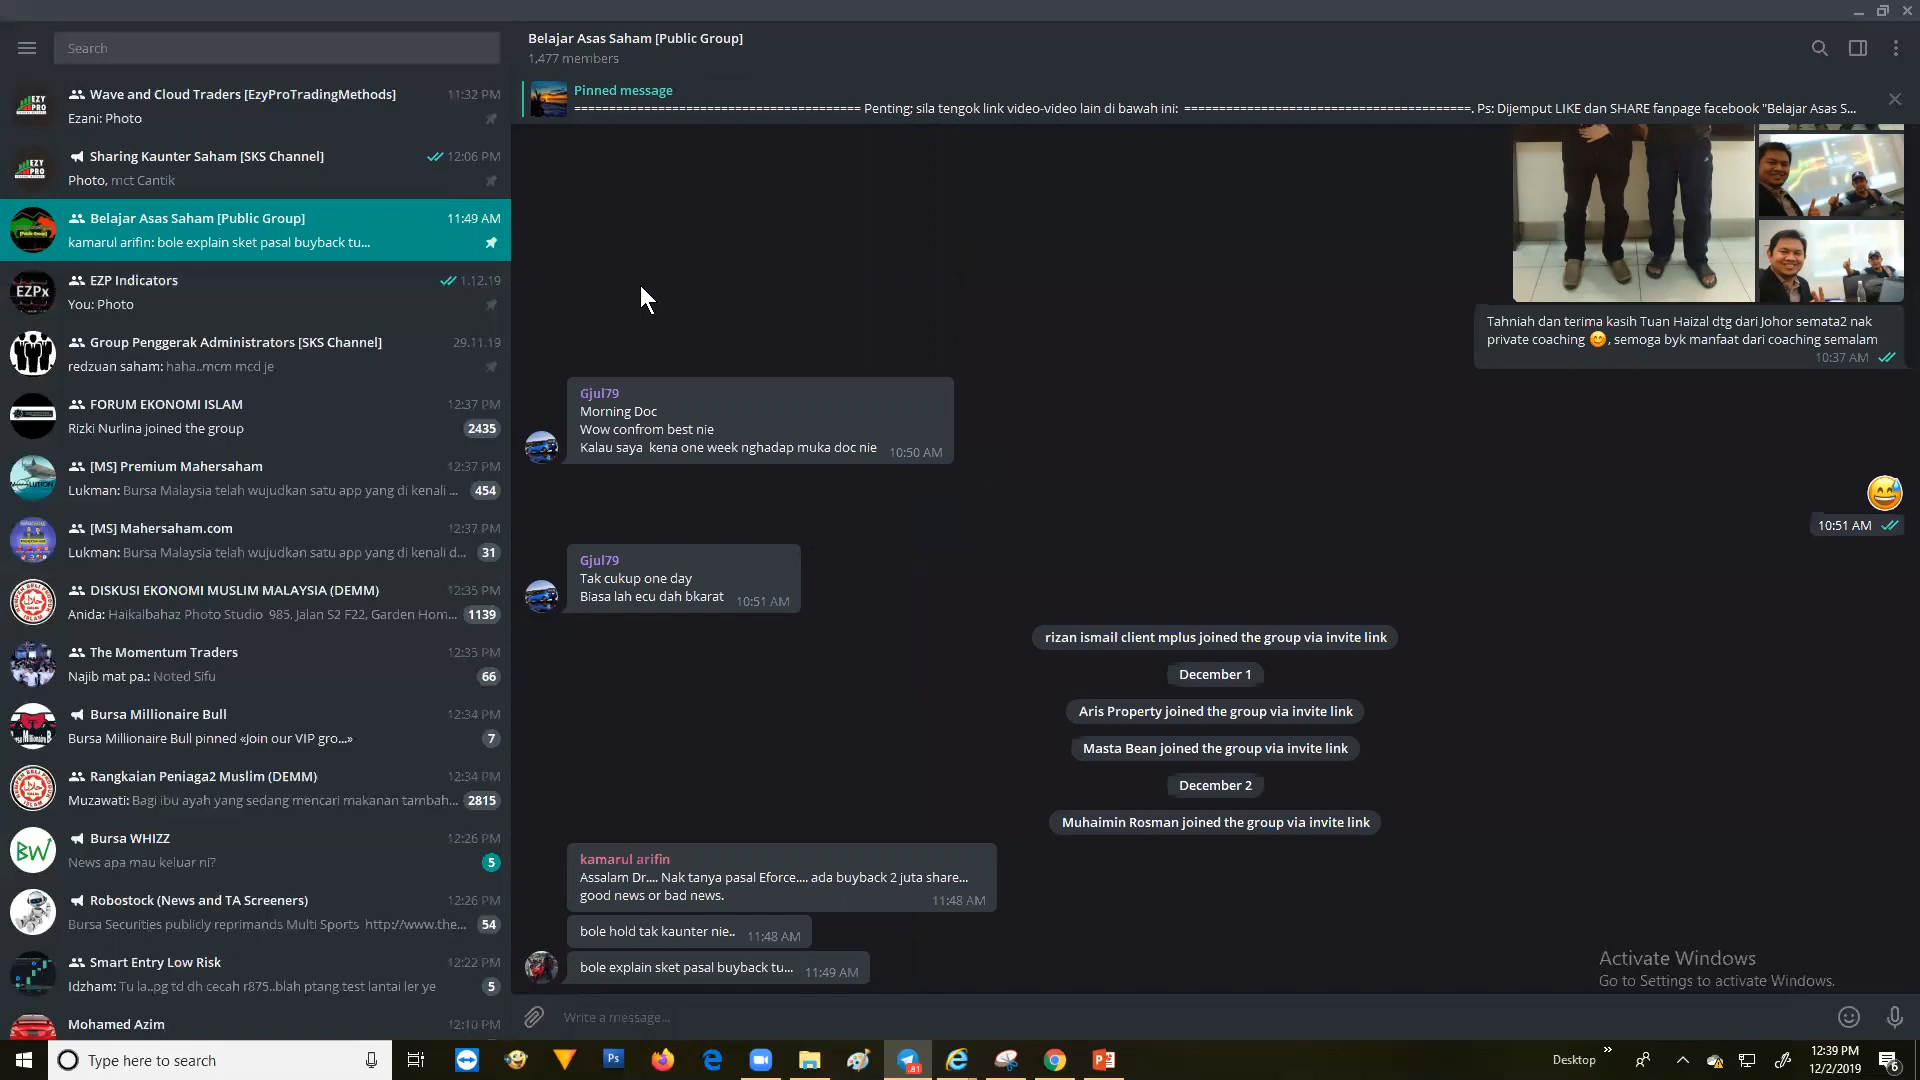 Search
Wave and Cloud Traders [EzyProTradingMethods] 11:32 PM
Ezani: Photo
Sharing Kaunter Saham [SKS Channel] 12:06 PM
Photo, mct Cantik
Belajar Asas Saham [Public Group] 11:49 AM
kamarul arifin: bole explain sket pasal buyback tu...
EZP Indicators 1.12.19
You: Photo
Group Penggerak Administrators [SKS Channel] 29.11.19
redzuan saham: haha..mcm mcd je
FORUM EKONOMI ISLAM 12:37 PM
Rizki Nurlina joined the group 2435
[MS] Premium Mahersaham 12:37 PM
Lukman: Bursa Malaysia telah wujudkan satu app yang di kenali ... 454
[MS] Mahersaham.com 12:37 PM
Lukman: Bursa Malaysia telah wujudkan satu app yang di kenali d... 31
DISKUSI EKONOMI MUSLIM MALAYSIA (DEMM) 12:35 PM
Anida: Haikalbahaz Photo Studio 985, Jalan S2 F22, Garden Hom... 1139
The Momentum Traders 12:35 PM
Najib mat pa.: Noted Sifu 66
Bursa Millionaire Bull 12:34 PM
Bursa Millionaire Bull pinned «Join our VIP gro...» 7
Rangkaian Peniaga2 Muslim (DEMM) 12:34 PM
Muzawati: Bagi ibu ayah yang sedang mencari makanan tambah... 2815
Bursa WHIZZ 12:26 PM
News apa mau keluar ni? 5
Robostock (News and TA Screeners) 12:26 PM
Bursa Securities publicly reprimands Multi Sports http://www.the... 54
Smart Entry Low Risk 12:22 PM
Idzham: Tu la..pg td dh cecah r875..blah ptang test lantai ler ye 5
Mohamed Azim 12:10 PM
EZY
PRO
EZY
PRO
EZPx
BW
Belajar Asas Saham [Public Group]
1,477 members
Pinned message
========================================= Penting; sila tengok link video-video lain di bawah ini: =========================================. Ps: Dijemput LIKE dan SHARE fanpage facebook "Belajar Asas S...
Tahniah dan terima kasih Tuan Haizal dtg dari Johor semata2 nak
private coaching 😊, semoga byk manfaat dari coaching semalam
10:37 AM
Gjul79
Morning Doc
Wow confrom best nie
Kalau saya kena one week nghadap muka doc nie 10:50 AM
😅
10:51 AM
Gjul79
Tak cukup one day
Biasa lah ecu dah bkarat 10:51 AM
rizan ismail client mplus joined the group via invite link
December 1
Aris Property joined the group via invite link
Masta Bean joined the group via invite link
December 2
Muhaimin Rosman joined the group via invite link
kamarul arifin
Assalam Dr.... Nak tanya pasal Eforce.... ada buyback 2 juta share...
good news or bad news. 11:48 AM
bole hold tak kaunter nie.. 11:48 AM
bole explain sket pasal buyback tu... 11:49 AM
Activate Windows
Go to Settings to activate Windows.
Write a message...
Type here to search
Ps
81
Desktop
12:39 PM
12/2/2019
6